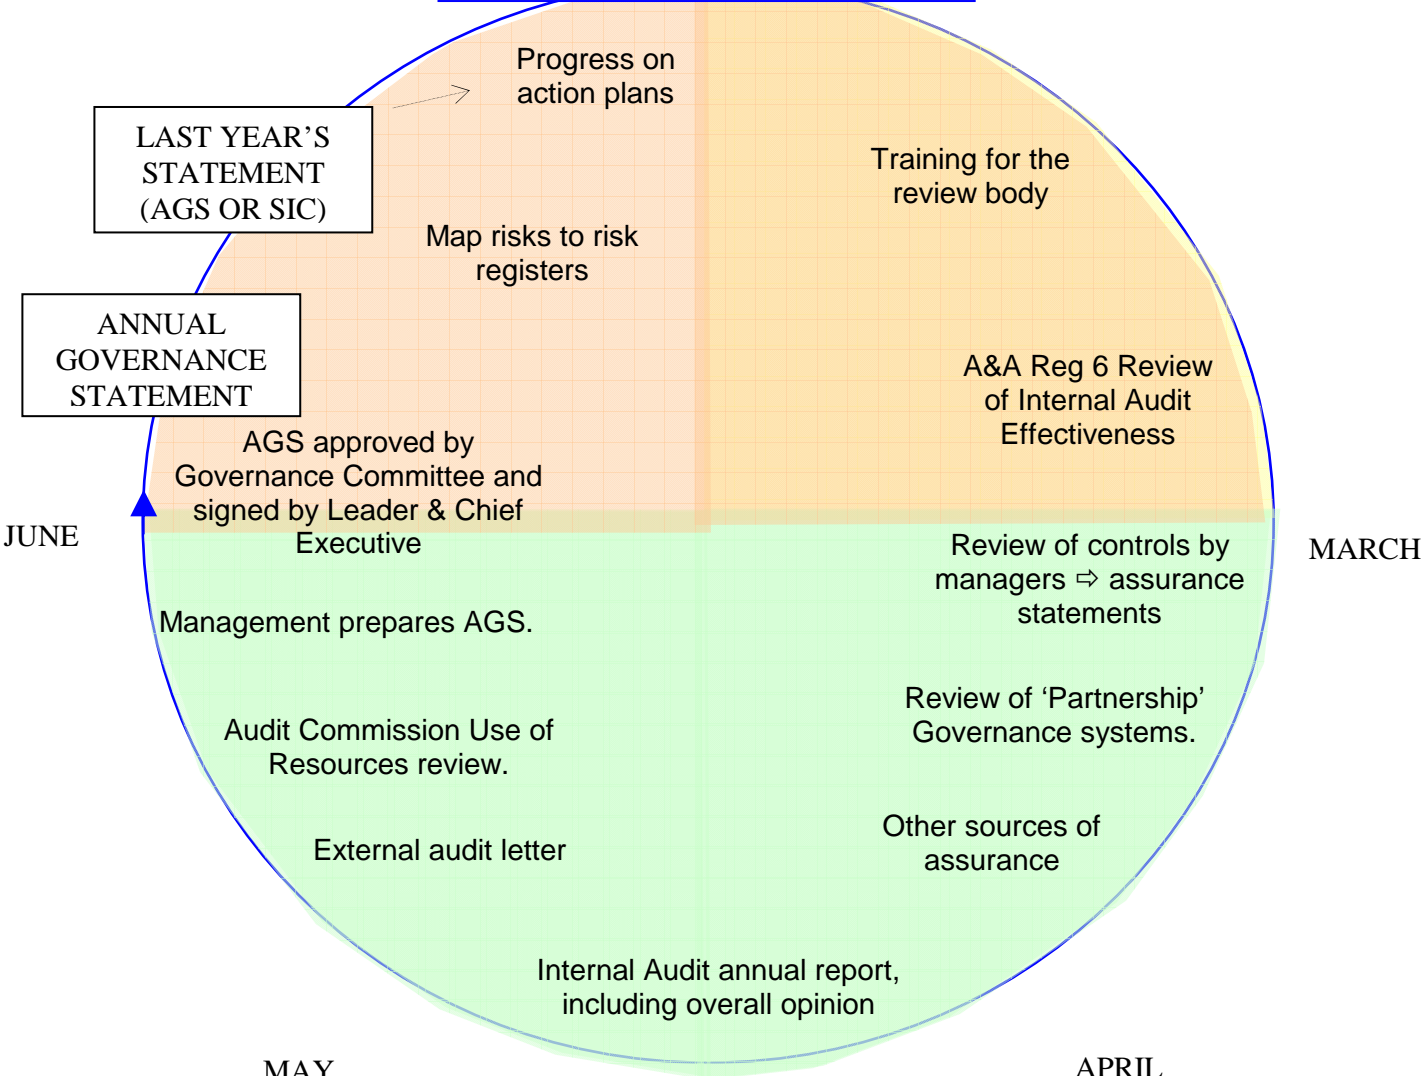 Progress on
action plans
LAST YEAR’S
STATEMENT
(AGS OR SIC)
Training for the
review body
Map risks to risk
registers
ANNUAL
GOVERNANCE
STATEMENT
A&A Reg 6 Review
of Internal Audit
Effectiveness
AGS approved by
Governance Committee and
signed by Leader & Chief
Executive
JUNE
MARCH
Review of controls by
managers ⇨ assurance
statements
Management prepares AGS.
Review of ‘Partnership’
Governance systems.
Audit Commission Use of
Resources review.
Other sources of
assurance
External audit letter
Internal Audit annual report,
including overall opinion
MAY
APRIL